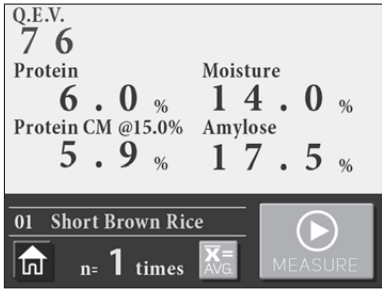 Q.E.V.
7 6
Protein Moisture
6 . 0 % 1 4 . 0 %
Protein CM @15.0% Amylose
5 . 9 % 1 7 . 5 %
01 Short Brown Rice
n= 1 times X= AVG. MEASURE